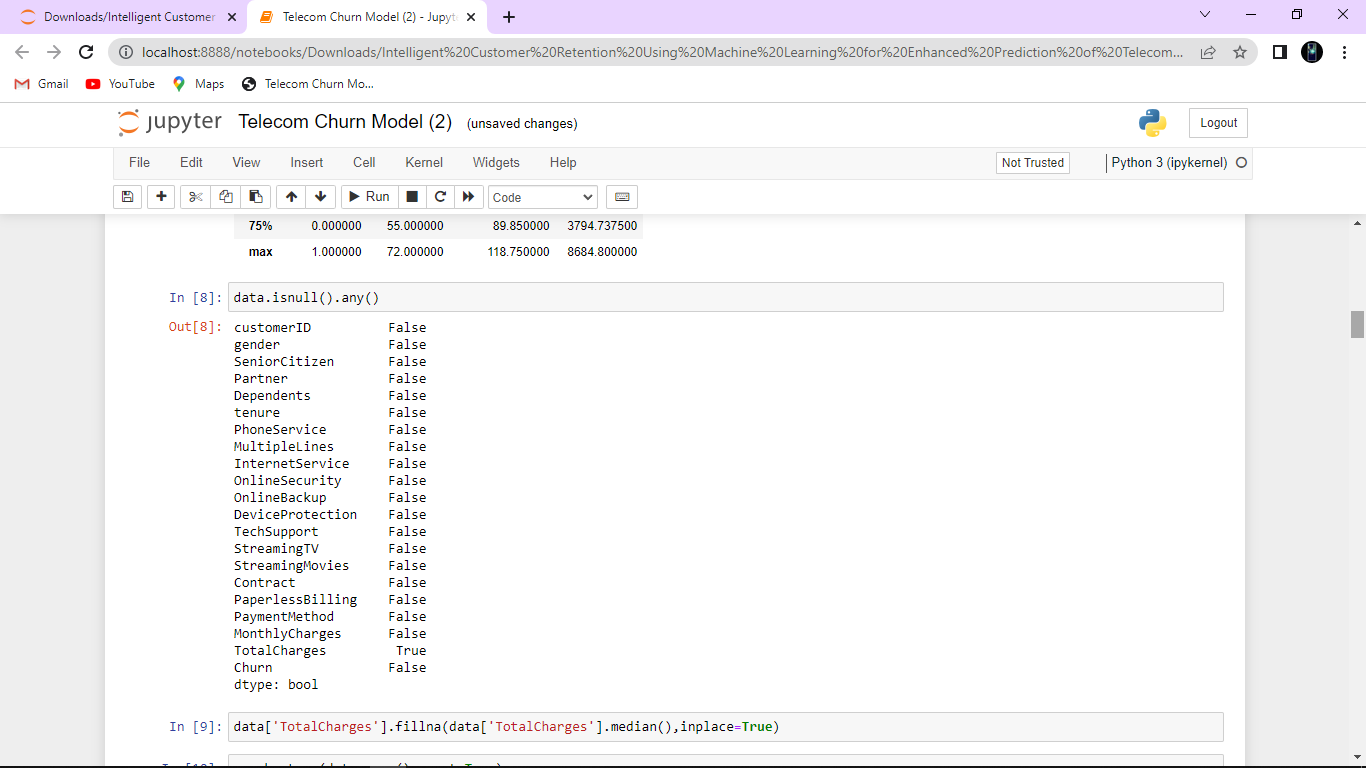 Downloads/Intelligent Customer
Telecom Churn Model (2) - Jupyt
localhost:8888/notebooks/Downloads/Intelligent%20Customer%20Retention%20Using%20Machine%20Learning%20for%20Enhanced%20Prediction%20of%20Telecom...
Gmail YouTube Maps Telecom Churn Mo...
jupyter Telecom Churn Model (2) (unsaved changes) Logout
File Edit View Insert Cell Kernel Widgets Help Not Trusted Python 3 (ipykernel)
Run Code
75% 0.000000 55.000000 89.850000 3794.737500
max 1.000000 72.000000 118.750000 8684.800000
In [8]: data.isnull().any()
Out[8]: customerID False
gender False
SeniorCitizen False
Partner False
Dependents False
tenure False
PhoneService False
MultipleLines False
InternetService False
OnlineSecurity False
OnlineBackup False
DeviceProtection False
TechSupport False
StreamingTV False
StreamingMovies False
Contract False
PaperlessBilling False
PaymentMethod False
MonthlyCharges False
TotalCharges True
Churn False
dtype: bool
In [9]: data['TotalCharges'].fillna(data['TotalCharges'].median(),inplace=True)